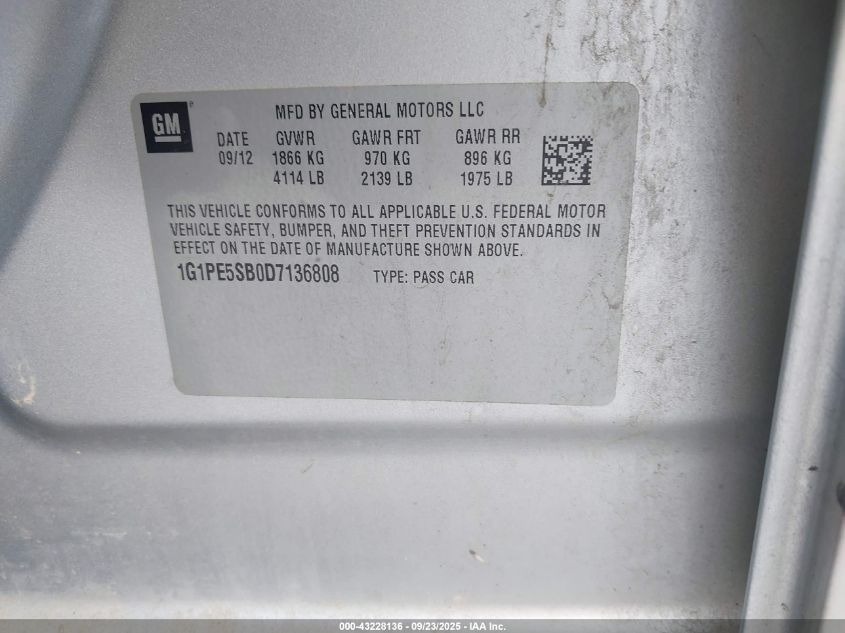 GM
MFD BY GENERAL MOTORS LLC
DATE GVWR GAWR FRT GAWR RR
09/12 1866 KG 970 KG 896 KG
4114 LB 2139 LB 1975 LB
THIS VEHICLE CONFORMS TO ALL APPLICABLE U.S. FEDERAL MOTOR
VEHICLE SAFETY, BUMPER, AND THEFT PREVENTION STANDARDS IN
EFFECT ON THE DATE OF MANUFACTURE SHOWN ABOVE.
1G1PE5SB0D7136808 TYPE: PASS CAR
000-43228136 - 09/23/2025 - IAA Inc.